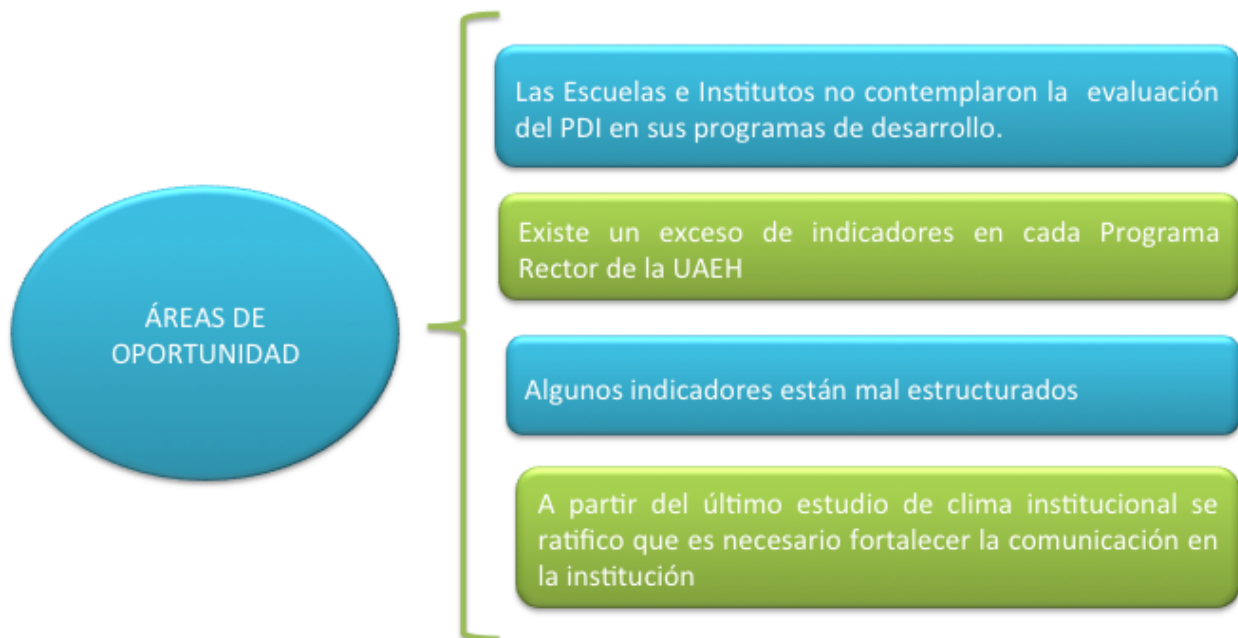 ÁREAS DE
OPORTUNIDAD
Las Escuelas e Institutos no contemplaron la evaluación
del PDI en sus programas de desarrollo.
Existe un exceso de indicadores en cada Programa
Rector de la UAEH
Algunos indicadores están mal estructurados
A partir del último estudio de clima institucional se
ratifico que es necesario fortalecer la comunicación en
la institución